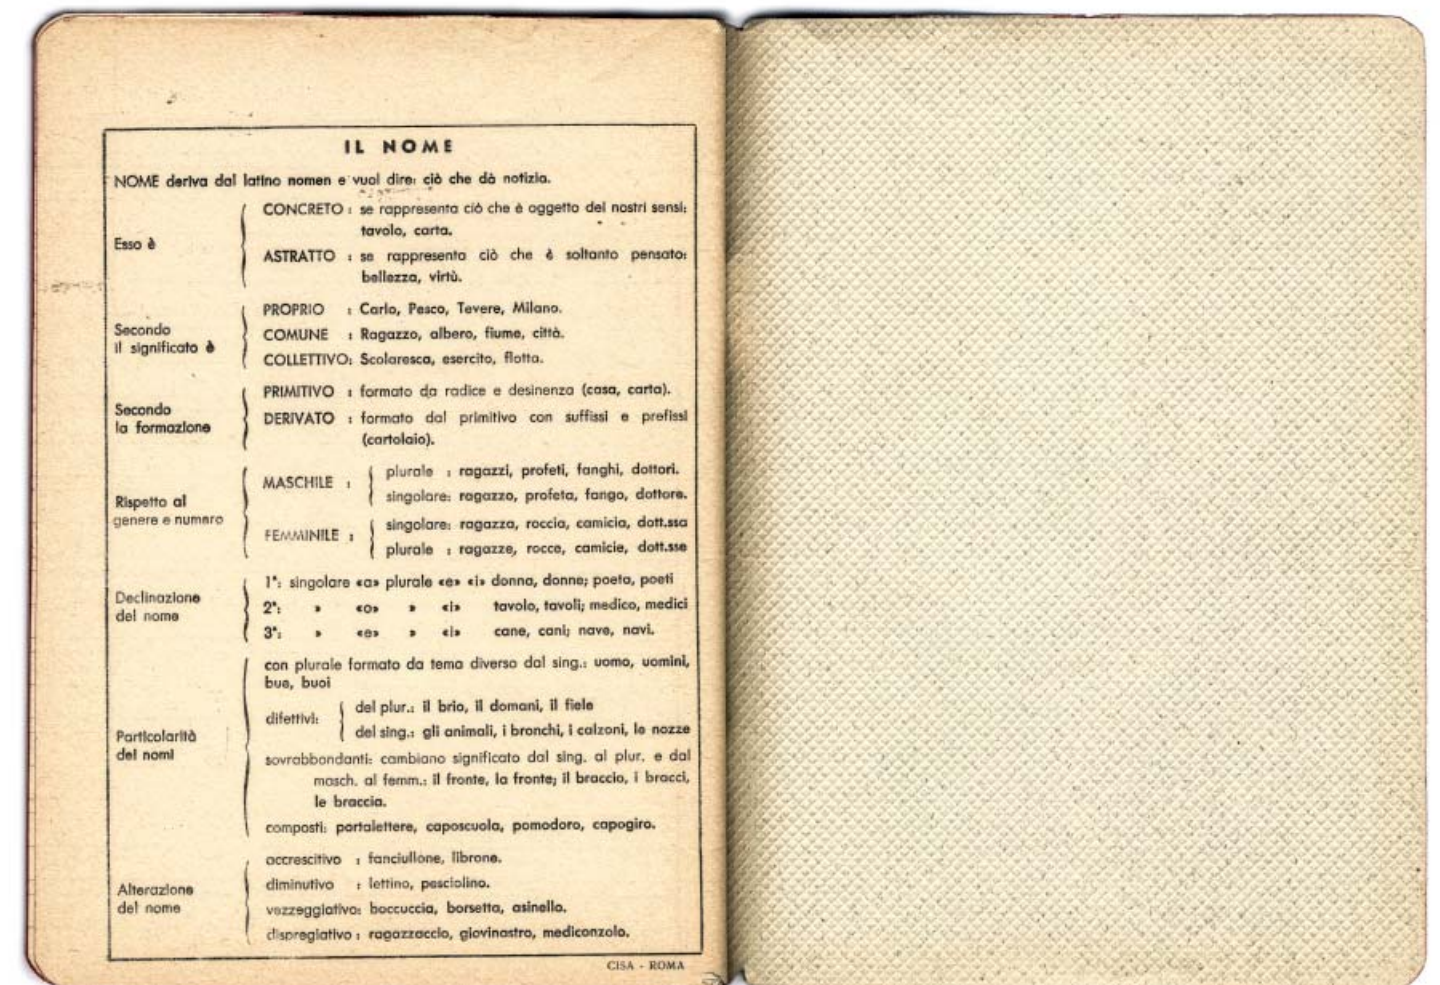 IL NOME
NOME deriva dal latino nomen e vuol dire: ciò che dà notizia.
Esso è
CONCRETO : se rappresenta ciò che è oggetto dei nostri sensi:
tavolo, carta.
ASTRATTO : se rappresenta ciò che è soltanto pensato:
bellezza, virtù.
Secondo
il significato è
PROPRIO : Carlo, Pesco, Tevere, Milano.
COMUNE : Ragazzo, albero, fiume, città.
COLLETTIVO: Scolaresca, esercito, flotta.
Secondo
la formazione
PRIMITIVO : formato da radice e desinenza (casa, carta).
DERIVATO : formato dal primitivo con suffissi e prefissi
(cartolaio).
Rispetto al
genere e numero
MASCHILE :
plurale : ragazzi, profeti, fanghi, dottori.
singolare: ragazzo, profeta, fango, dottore.
FEMMINILE :
singolare: ragazza, roccia, camicia, dott.ssa
plurale : ragazze, rocce, camicie, dott.sse
Declinazione
del nome
1ª: singolare «a» plurale «e» «i» donna, donne; poeta, poeti
2ª: » «o» » «i» tavolo, tavoli; medico, medici
3ª: » «e» » «i» cane, cani; nave, navi.
Particolarità
dei nomi
con plurale formato da tema diverso dal sing.: uomo, uomini,
bue, buoi
difettivi:
del plur.: il brio, il domani, il fiele
del sing.: gli animali, i bronchi, i calzoni, le nozze
sovrabbondanti: cambiano significato dal sing. al plur. e dal
masch. al femm.: il fronte, la fronte; il braccio, i bracci,
le braccia.
composti: portalettere, caposcuola, pomodoro, capogiro.
Alterazione
del nome
accrescitivo : fanciullone, librone.
diminutivo : lettino, pesciolino.
vezzeggiativo: boccuccia, borsetta, asinello.
dispregiativo : ragazzaccio, giovinastro, mediconzolo.
CISA - ROMA